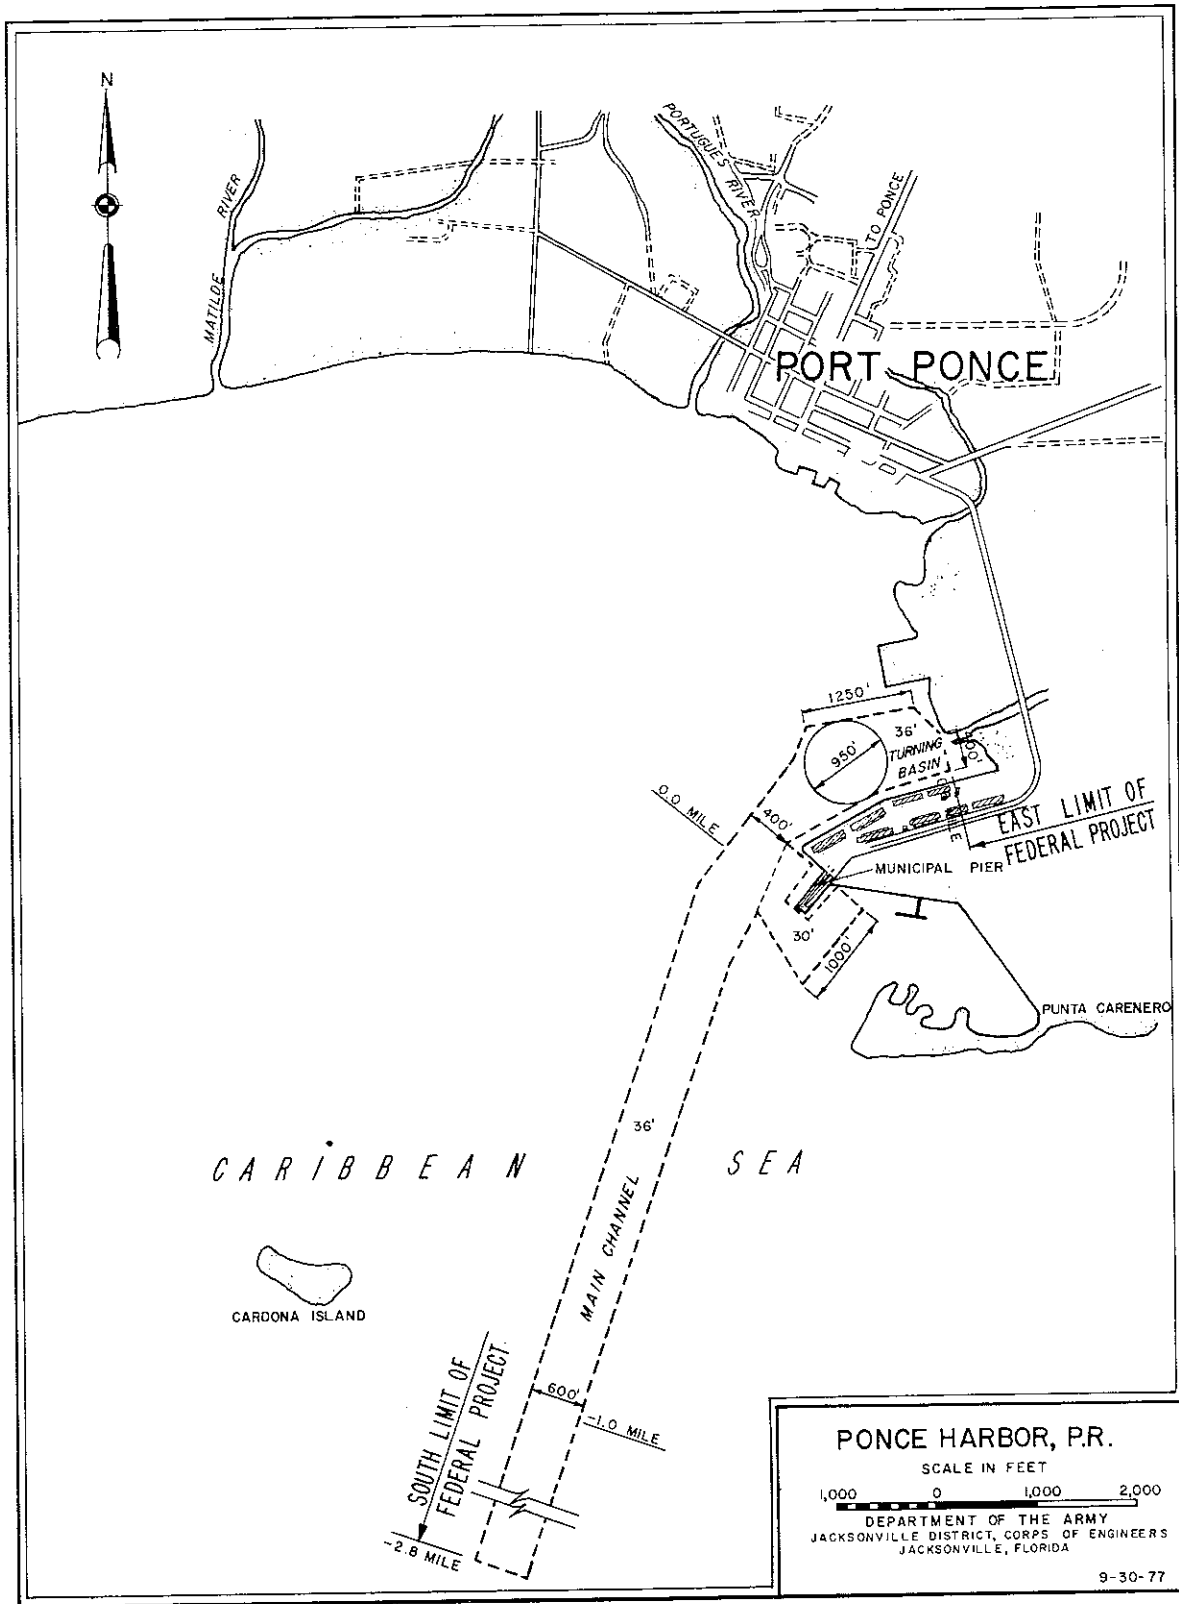 N
PORTUGUES RIVER
MATILDE RIVER
TO PONCE
PORT PONCE
1250'
36'
TURNING
BASIN
950'
400'
0.0 MILE
400'
EAST LIMIT OF
FEDERAL PROJECT
MUNICIPAL PIER
30'
1000'
PUNTA CARENERO
36'
CARIBBEAN SEA
MAIN CHANNEL
CARDONA ISLAND
SOUTH LIMIT OF
FEDERAL PROJECT
600'
-1.0 MILE
-2.8 MILE
PONCE HARBOR, P.R.
SCALE IN FEET
1,000 0 1,000 2,000
DEPARTMENT OF THE ARMY
JACKSONVILLE DISTRICT, CORPS OF ENGINEERS
JACKSONVILLE, FLORIDA
9-30-77